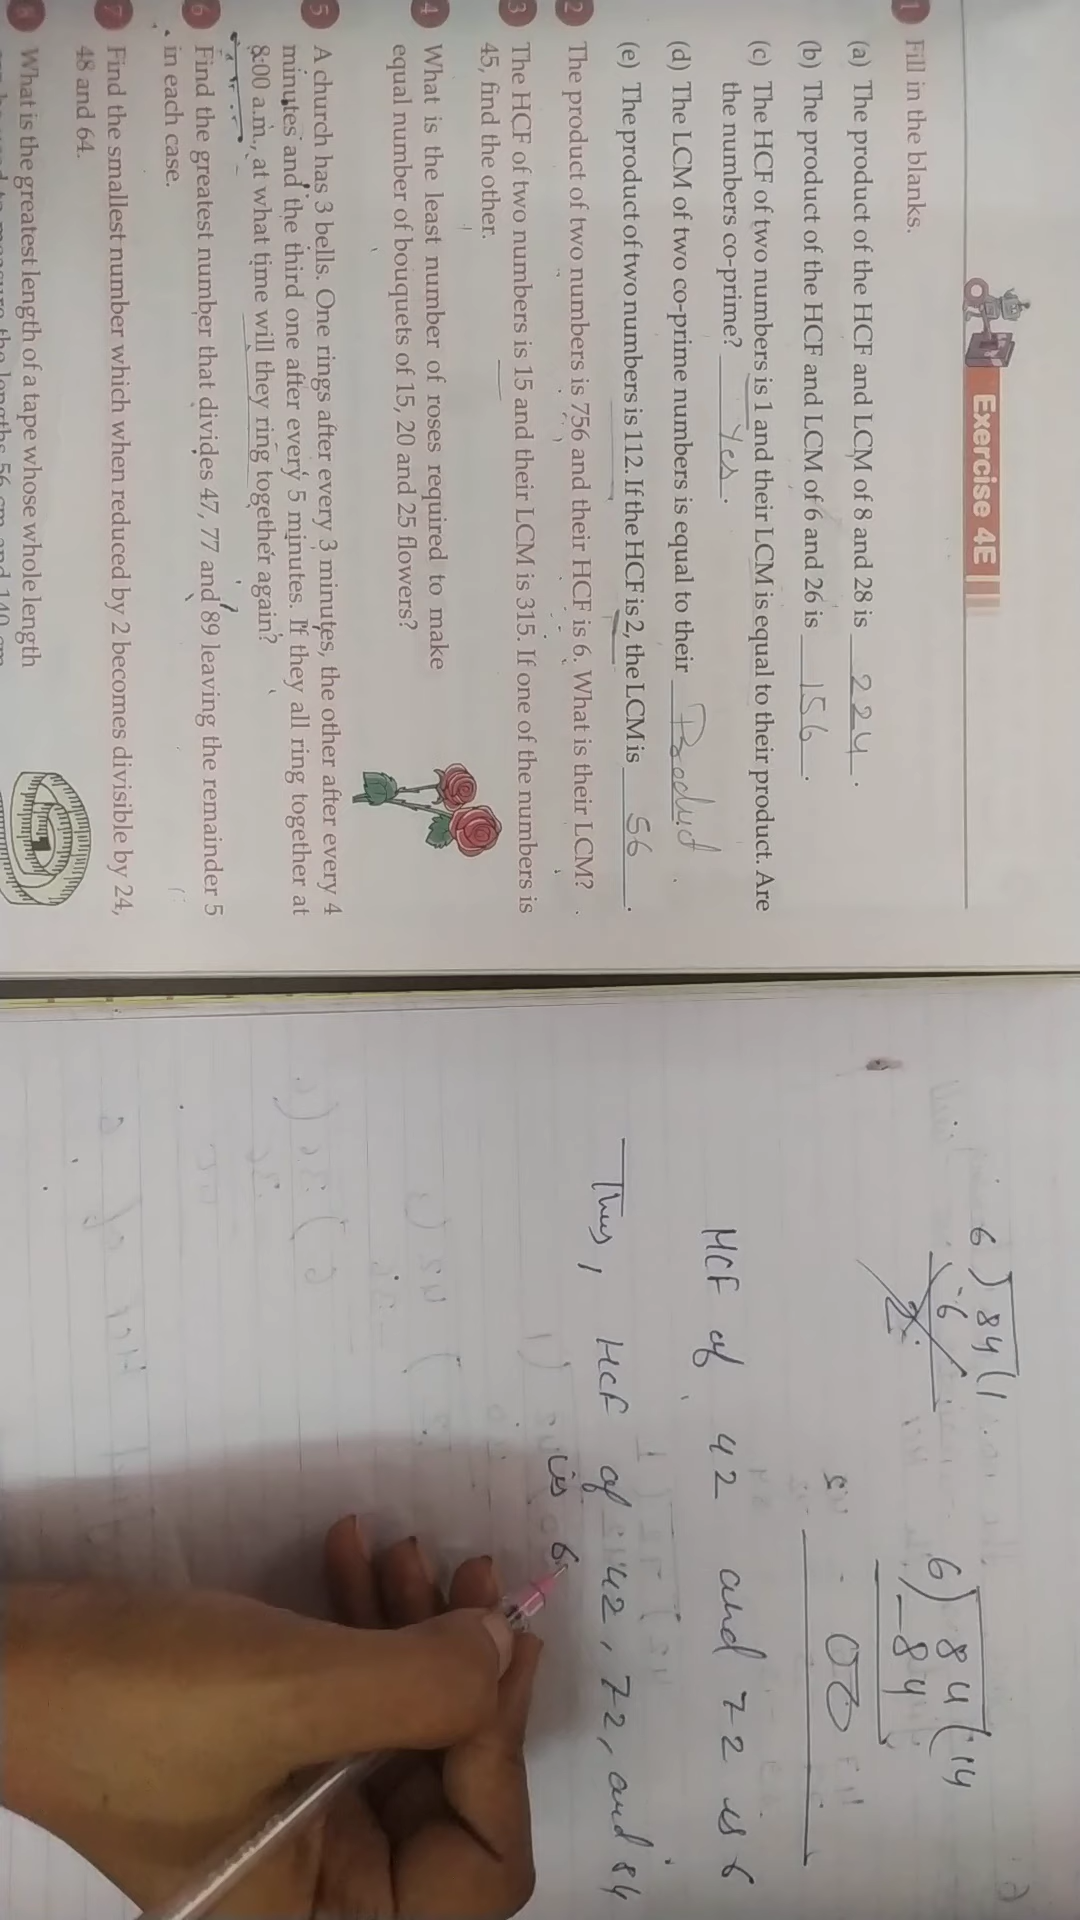 Exercise 4E
1 Fill in the blanks.
(a) The product of the HCF and LCM of 8 and 28 is 224.
(b) The product of the HCF and LCM of 6 and 26 is 156.
(c) The HCF of two numbers is 1 and their LCM is equal to their product. Are
the numbers co-prime? Yes.
(d) The LCM of two co-prime numbers is equal to their Product.
(e) The product of two numbers is 112. If the HCF is 2, the LCM is 56.
2 The product of two numbers is 756 and their HCF is 6. What is their LCM?
3 The HCF of two numbers is 15 and their LCM is 315. If one of the numbers is
45, find the other.
4 What is the least number of roses required to make
equal number of bouquets of 15, 20 and 25 flowers?
5 A church has 3 bells. One rings after every 3 minutes, the other after every 4
minutes and the third one after every 5 minutes. If they all ring together at
8:00 a.m., at what time will they ring together again?
6 Find the greatest number that divides 47, 77 and 89 leaving the remainder 5
in each case.
7 Find the smallest number which when reduced by 2 becomes divisible by 24,
48 and 64.
8 What is the greatest length of a tape whose whole length
6) 84 (1
-6
6) 84 (14
-84
00
HCF of 42 and 72 is 6
Thus, HCF of 42, 72, and 84
is 6